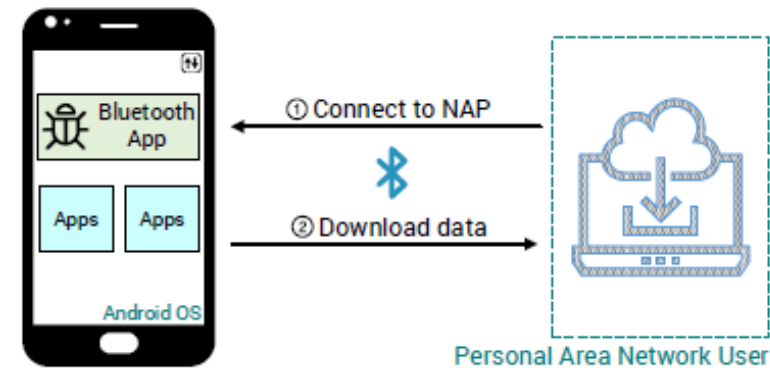 Bluetooth
App
Apps
Apps
Android OS
① Connect to NAP
② Download data
Personal Area Network User